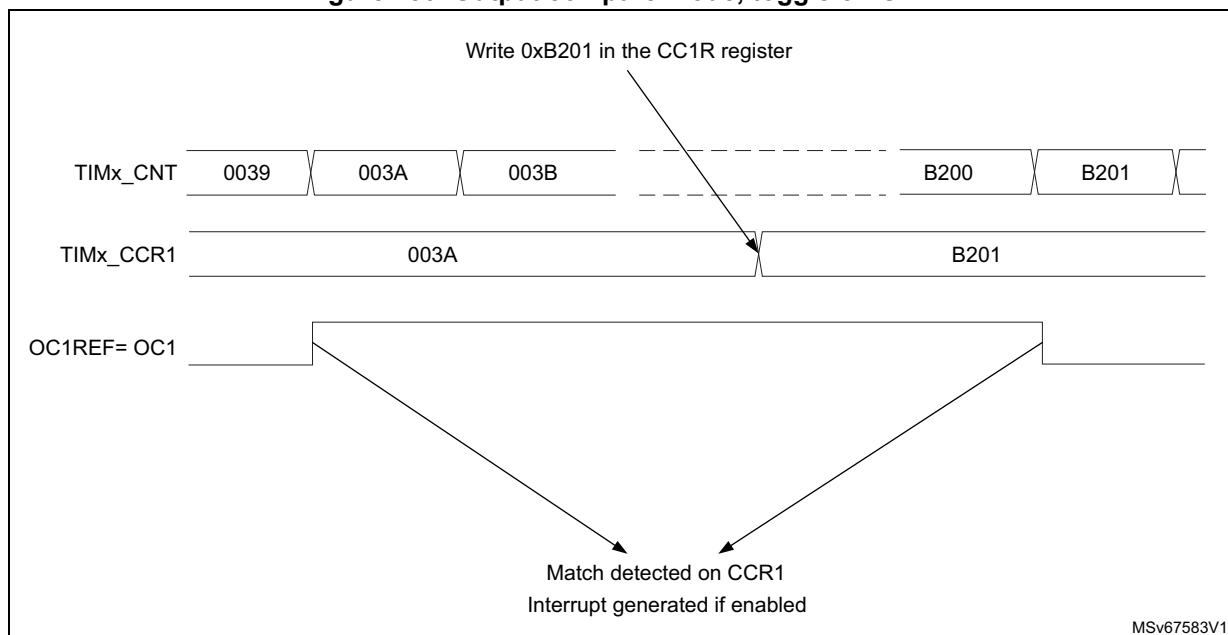 Write 0xB201 in the CC1R register
TIMx_CNT 0039 003A 003B B200 B201
TIMx_CCR1 003A B201
OC1REF= OC1
Match detected on CCR1
Interrupt generated if enabled
MSv67583V1